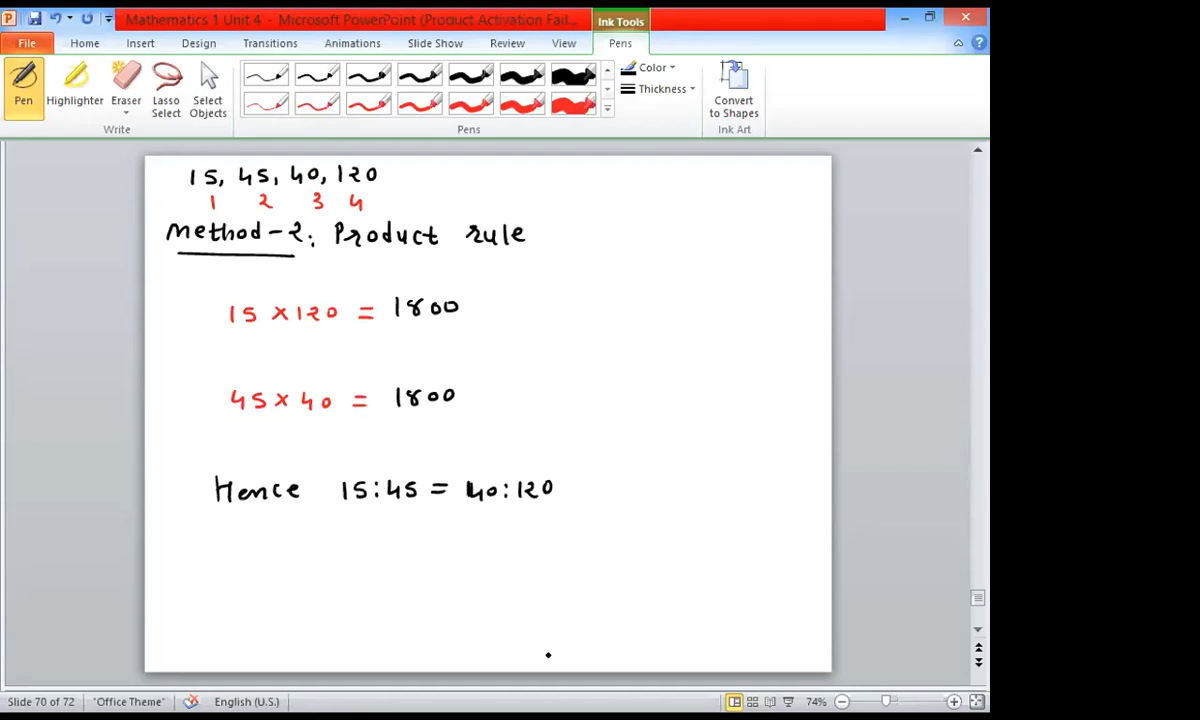 Mathematics 1 Unit 4 - Microsoft PowerPoint (Product Activation Fail...
Ink Tools
File Home Insert Design Transitions Animations Slide Show Review View Pens
Pen Highlighter Eraser Lasso Select Select Objects
Color
Thickness
Convert to Shapes
Write Pens Ink Art
15, 45, 40, 120
1 2 3 4
Method-2: Product rule
15 × 120 = 1800
45 × 40 = 1800
Hence 15:45 = 40:120
Slide 70 of 72 "Office Theme" English (U.S.) 74%